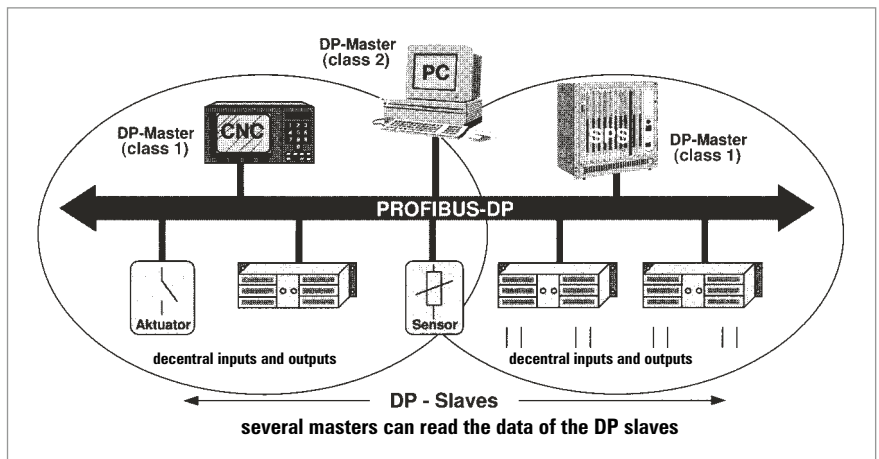 DP-Master
(class 2)
PC
DP-Master
(class 1)
CNC
SPS
DP-Master
(class 1)
PROFIBUS-DP
Aktuator
Sensor
decentral inputs and outputs
decentral inputs and outputs
DP - Slaves
several masters can read the data of the DP slaves